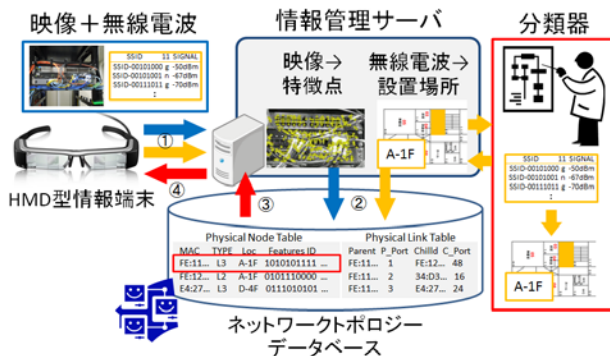 映像+無線電波
SSID 11 SIGNAL
SSID-00101000 g -50dBm
SSID-00101001 n -67dBm
SSID-00111011 g -70dBm
:
HMD型情報端末
①
④
情報管理サーバ
映像→
特徴点
無線電波→
設置場所
A-1F
③
②
分類器
SSID 11 SIGNAL
SSID-00101000 g -50dBm
SSID-00101001 n -67dBm
SSID-00111011 g -70dBm
:
A-1F
Physical Node Table
MAC TYPE Loc Features ID
FE:11... L3 A-1F 1010101111 ...
FE:12... L2 A-1F 0101110000 ...
E4:27... L3 D-4F 0111010101 ...
Physical Link Table
Parent P_Port ChilId C_Port
FE:11... 1 FE:12... 48
FE:11... 2 34:D3... 16
FE:11... 3 E4:27... 24
ネットワークトポロジー
データベース